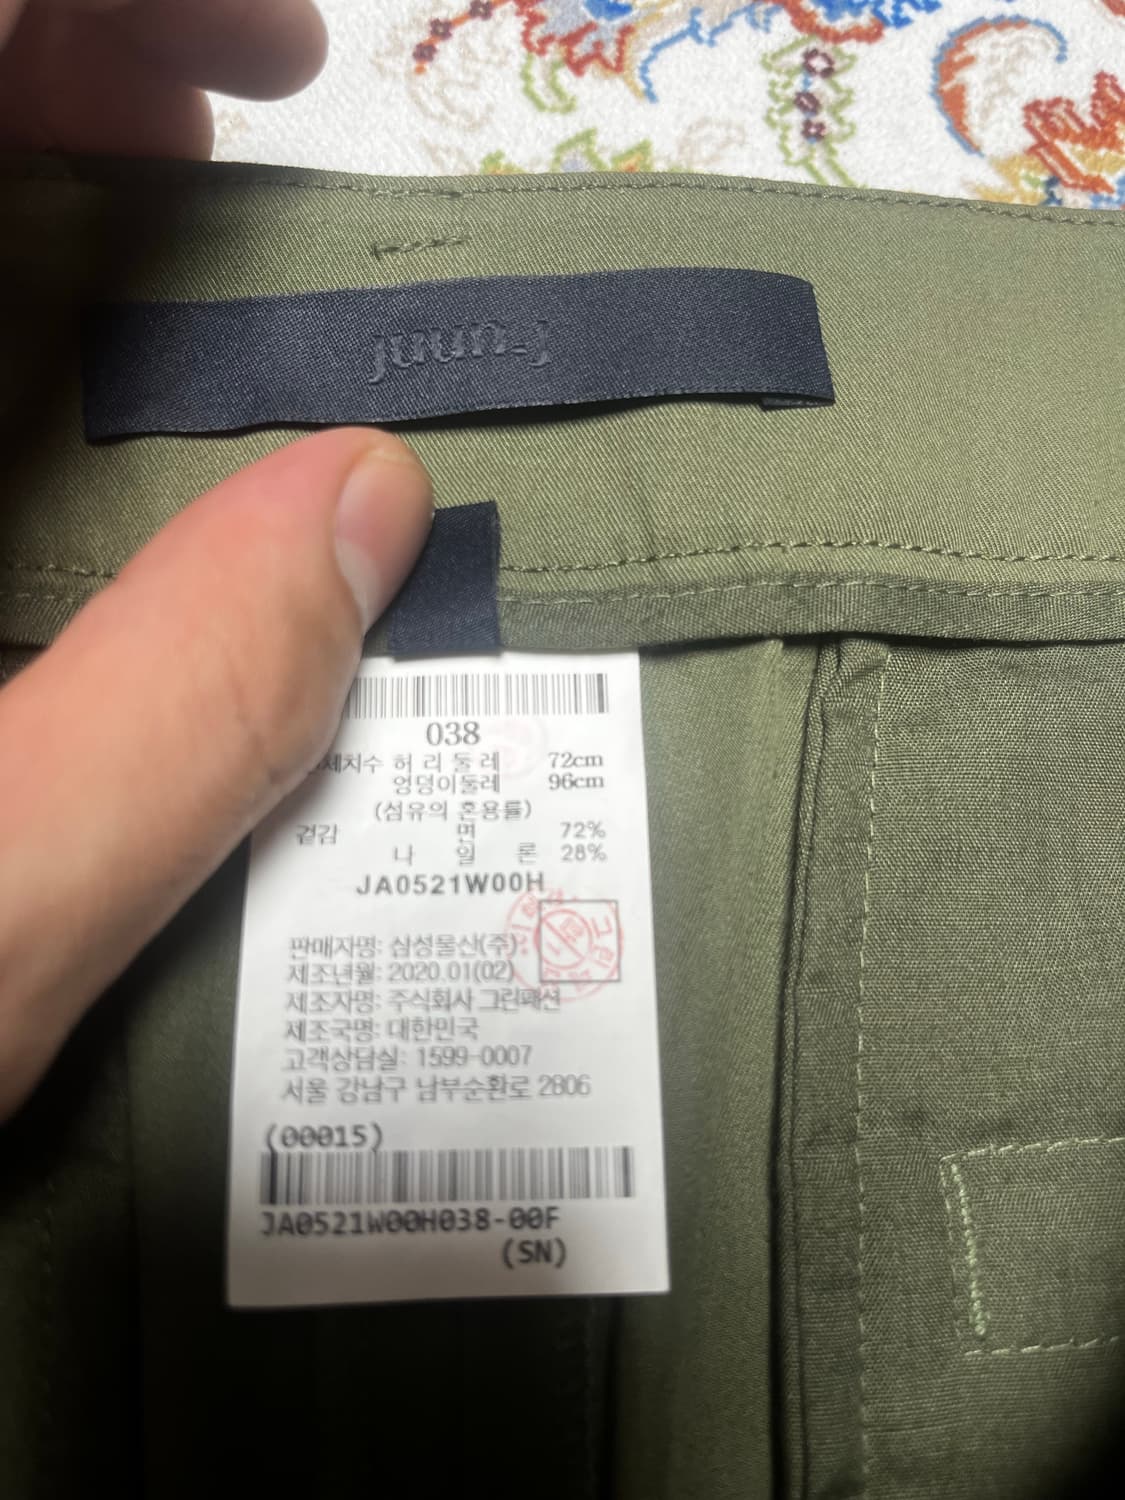 juun.j
038
체치수 허 리 둘 레 72cm
엉덩이둘레 96cm
(섬유의 혼용률)
겉감 면 72%
나 일 론 28%
JA0521W00H
판매자명: 삼성물산(주)
제조년월: 2020.01(02)
제조자명: 주식회사 그린패션
제조국명: 대한민국
고객상담실: 1599-0007
서울 강남구 남부순환로 2806
(00015)
JA0521W00H038-00F
(SN)